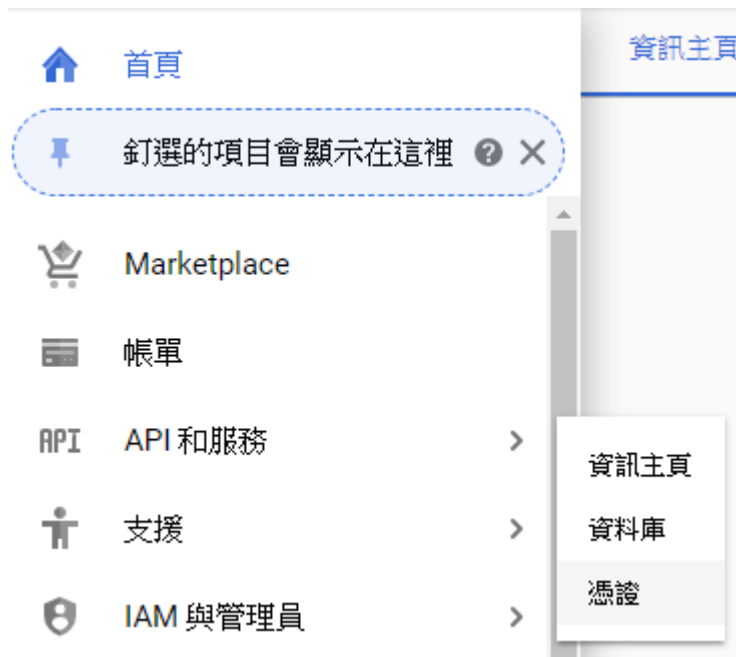 首頁
資訊主頁
釘選的項目會顯示在這裡
Marketplace
帳單
API API 和服務
資訊主頁
支援
資料庫
憑證
IAM 與管理員